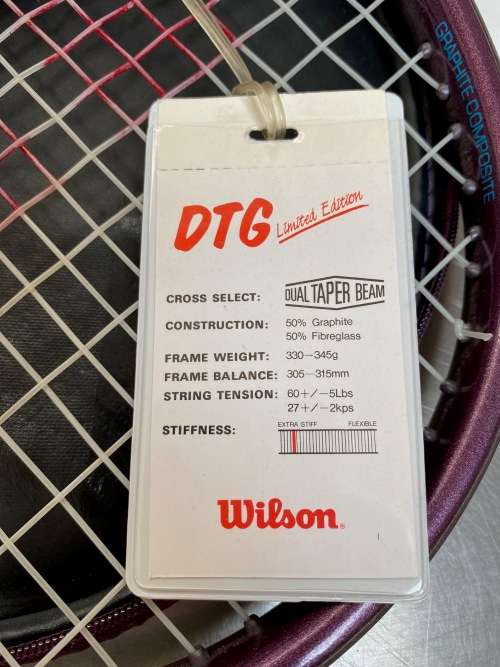 GRAPHITE COMPOSITE
DTG Limited Edition
CROSS SELECT: DUAL TAPER BEAM
CONSTRUCTION: 50% Graphite
50% Fibreglass
FRAME WEIGHT: 330—345g
FRAME BALANCE: 305—315mm
STRING TENSION: 60+/—5Lbs
27+/—2kps
STIFFNESS: EXTRA STIFF FLEXIBLE
Wilson®